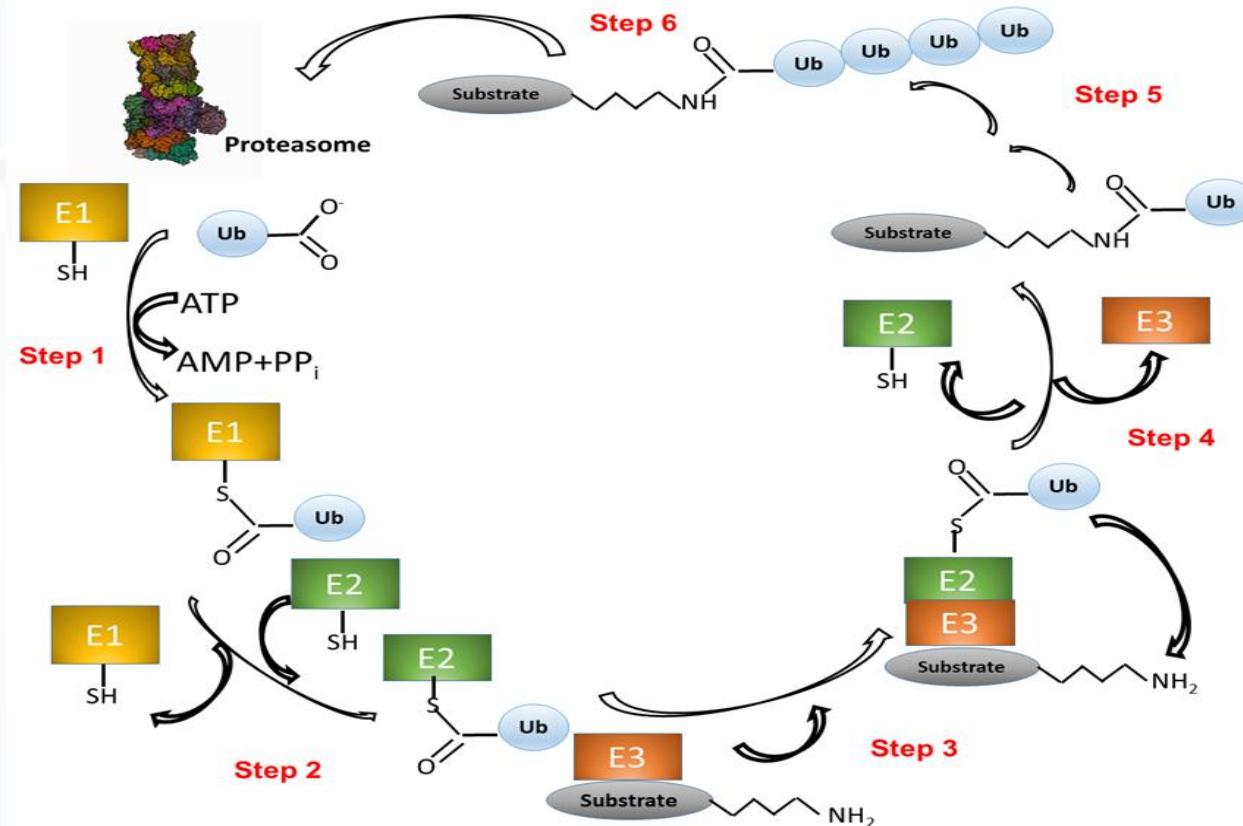 Step 6
O
Ub
Ub
Ub
Ub
Substrate
NH
Step 5
Proteasome
E1
SH
Ub
O-
O
ATP
AMP+PPi
Step 1
E1
S
O
Ub
E2
SH
E1
SH
Step 2
E2
S
O
Ub
E3
Substrate
NH2
Step 3
O
Ub
S
E2
E3
Substrate
NH2
Step 4
E2
SH
E3
O
Ub
Substrate
NH